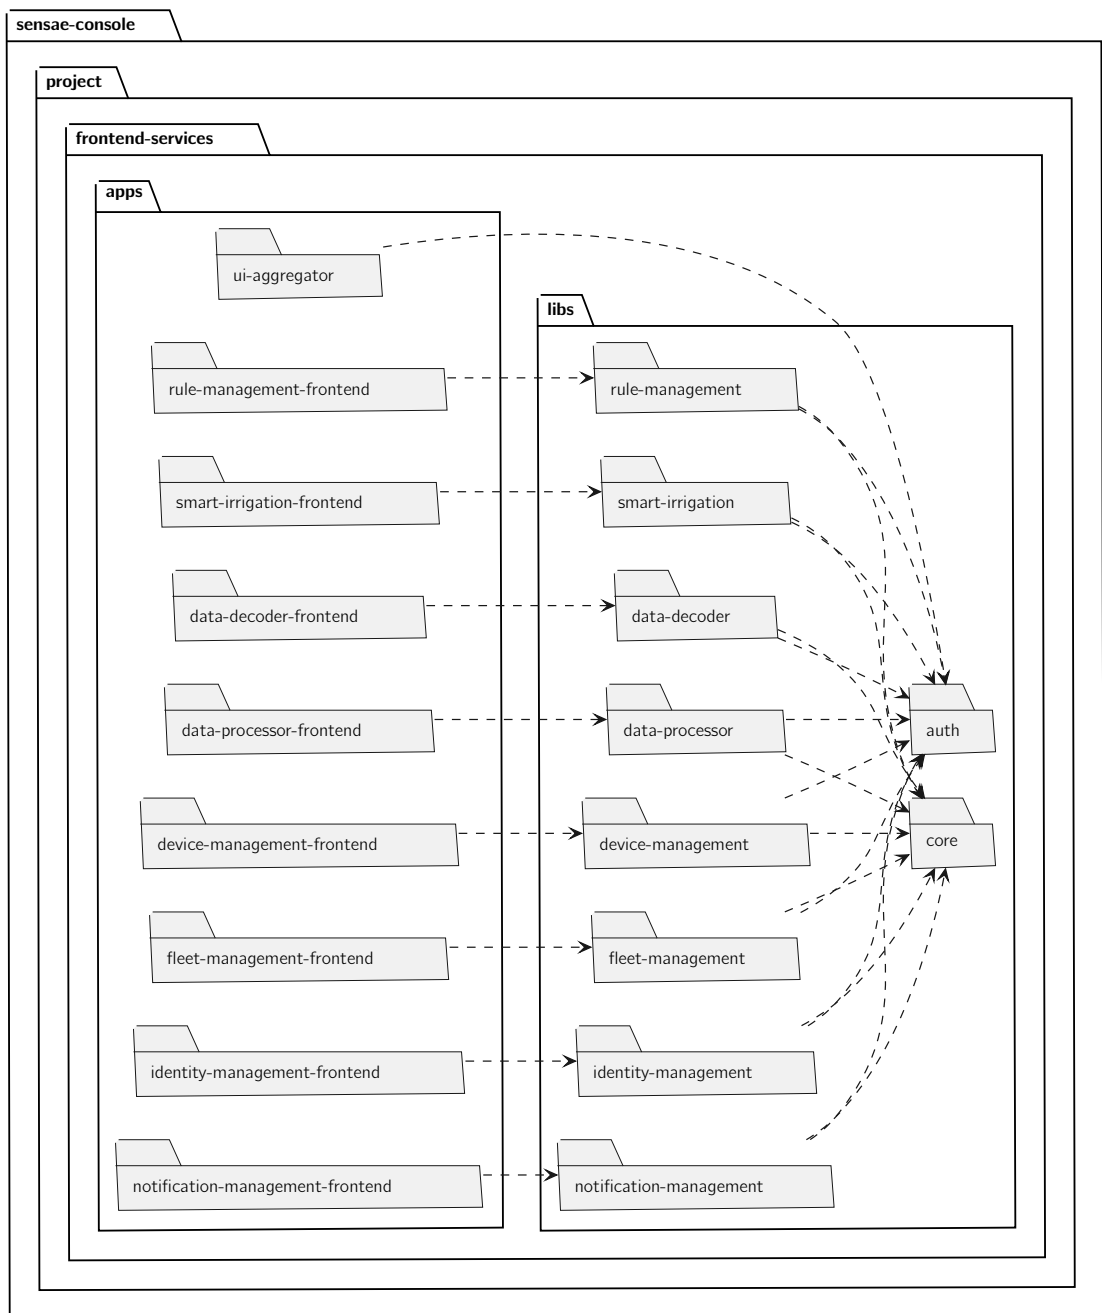 sensae-console
project
frontend-services
apps
ui-aggregator
libs
rule-management-frontend
rule-management
smart-irrigation-frontend
smart-irrigation
data-decoder-frontend
data-decoder
data-processor-frontend
data-processor
auth
device-management-frontend
device-management
core
fleet-management-frontend
fleet-management
identity-management-frontend
identity-management
notification-management-frontend
notification-management